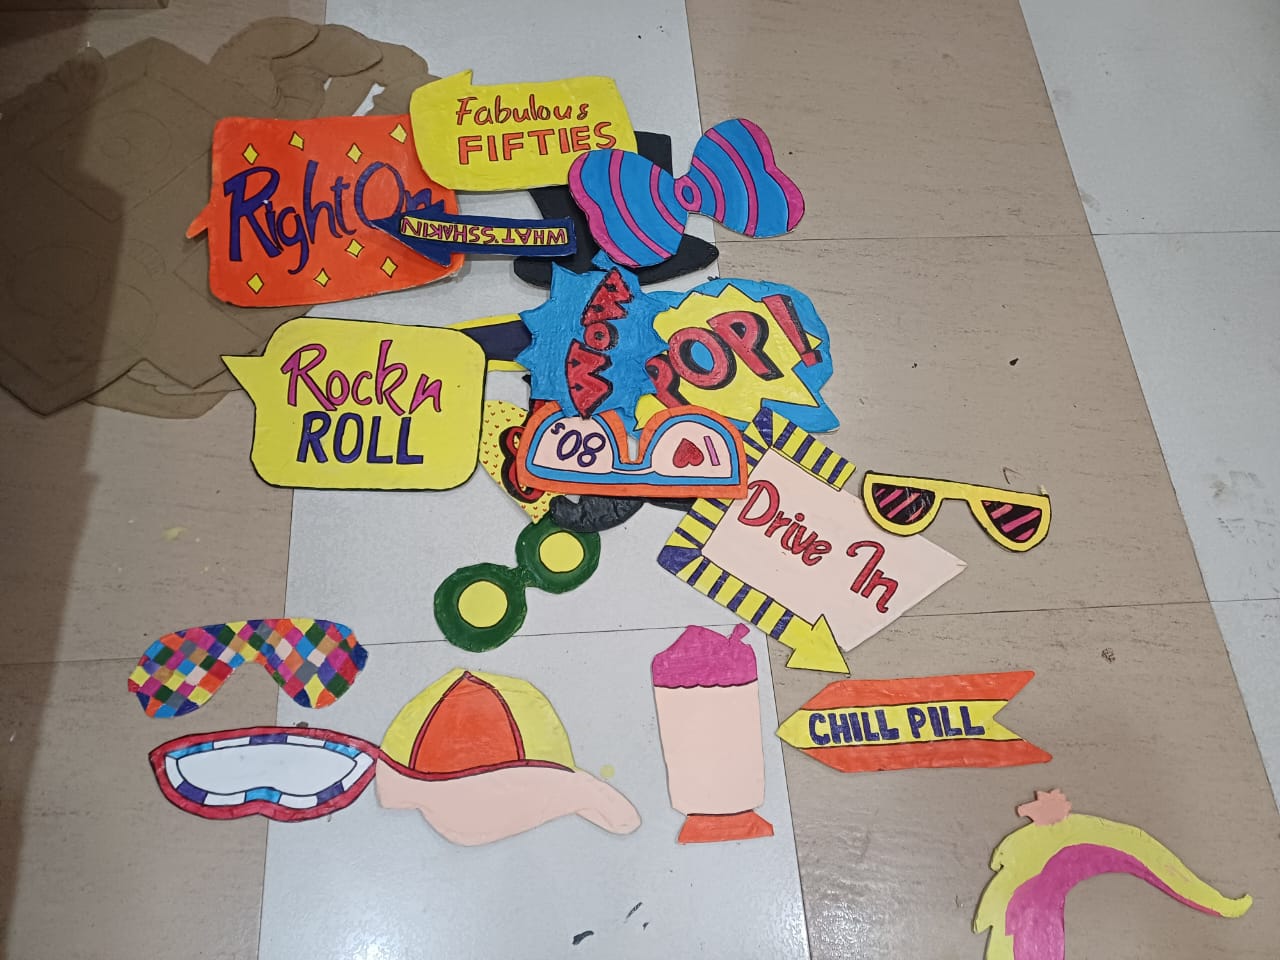 Fabulous
FIFTIES
Right On
WHAT'S SHAKIN
WOW
POP!
Rock n
ROLL
I ♥ 80's
Drive In
CHILL PILL